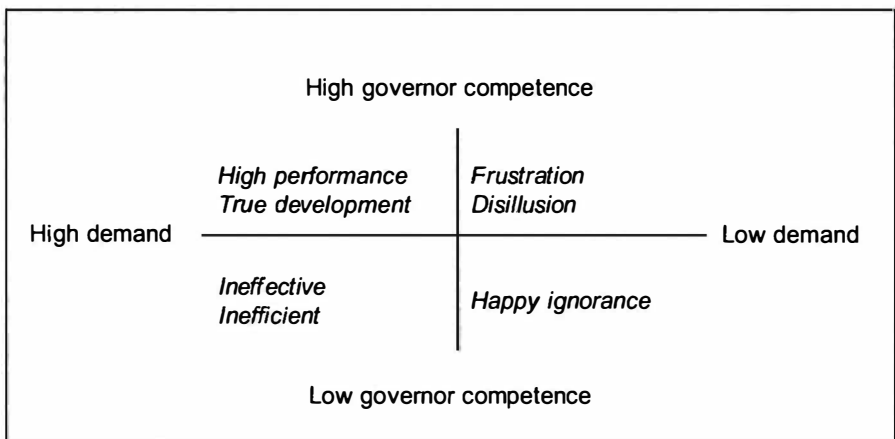 High governor competence
High performance
True development
Frustration
Disillusion
High demand
Low demand
Ineffective
Inefficient
Happy ignorance
Low governor competence